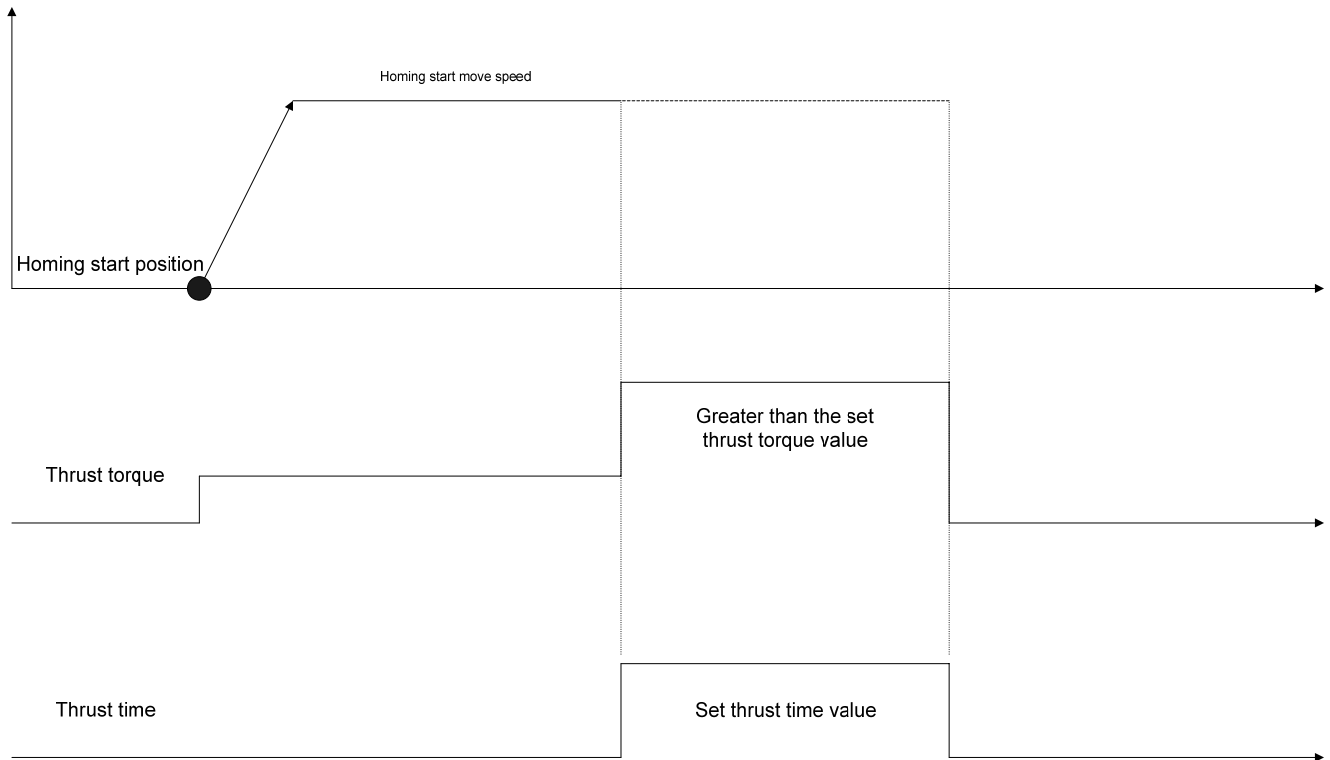 Homing start move speed
Homing start position
Greater than the set
thrust torque value
Thrust torque
Thrust time
Set thrust time value